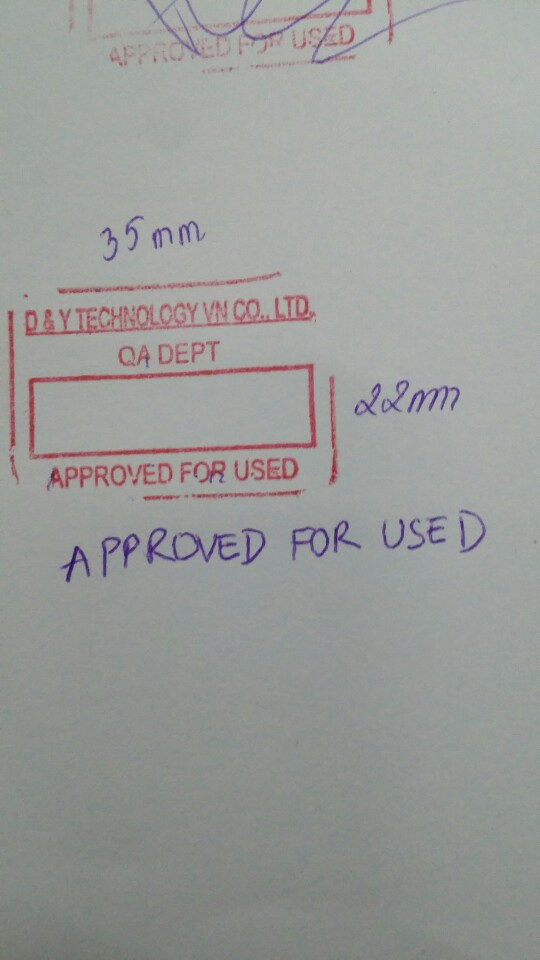 APPROVED FOR USED
35mm
D & Y TECHNOLOGY VN CO., LTD.
QA DEPT
22mm
APPROVED FOR USED
APPROVED FOR USED